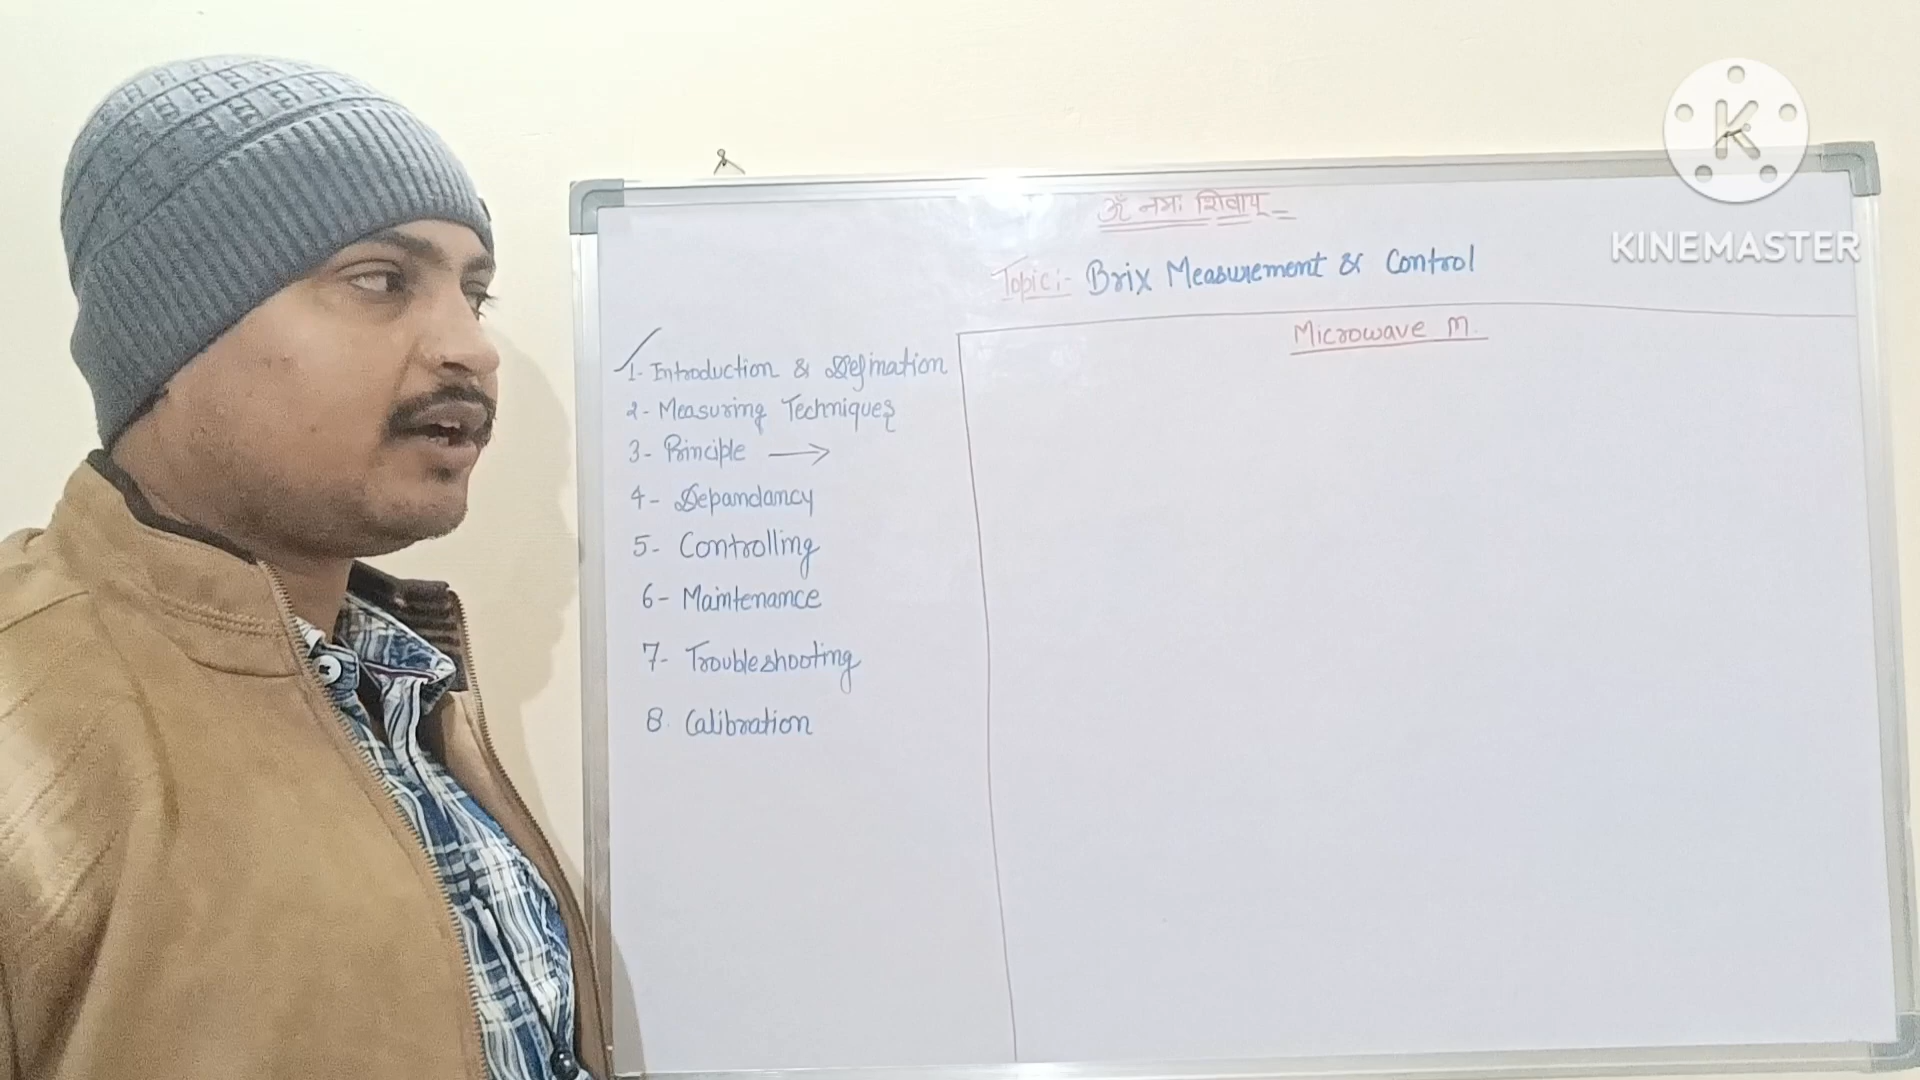 ॐ नमः शिवाय
Topic:- Brix Measurement & Control
Microwave M.
1- Introduction & Defination
2- Measuring Techniques
3- Principle →
4- Depandancy
5- Controlling
6- Maintenance
7- Troubleshooting
8. Calibration
K
KINEMASTER